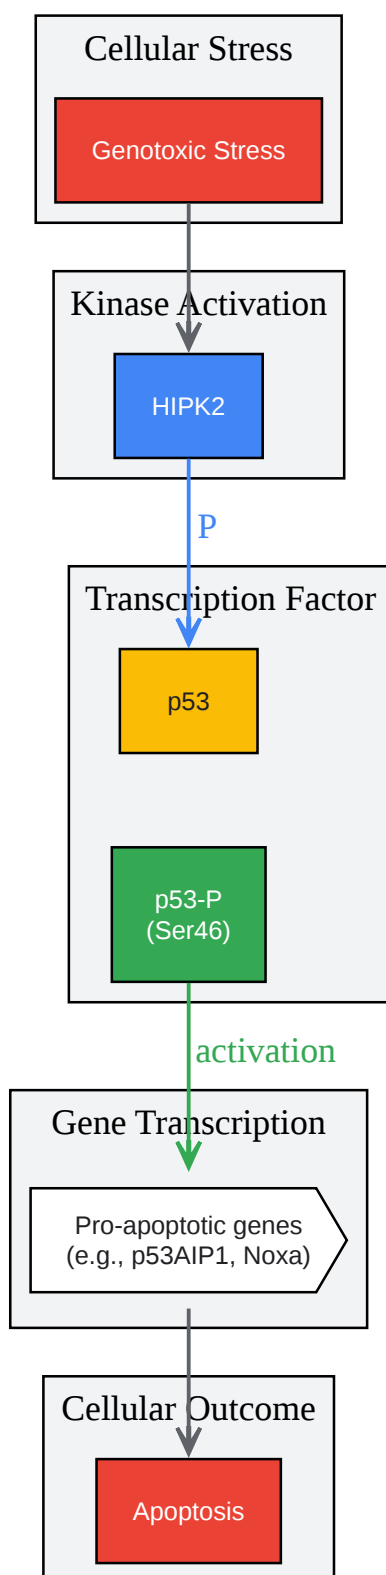 Cellular Stress
Genotoxic Stress
Kinase Activation
HIPK2
P
Transcription Factor
p53
p53-P
(Ser46)
activation
Gene Transcription
Pro-apoptotic genes
(e.g., p53AIP1, Noxa)
Cellular Outcome
Apoptosis